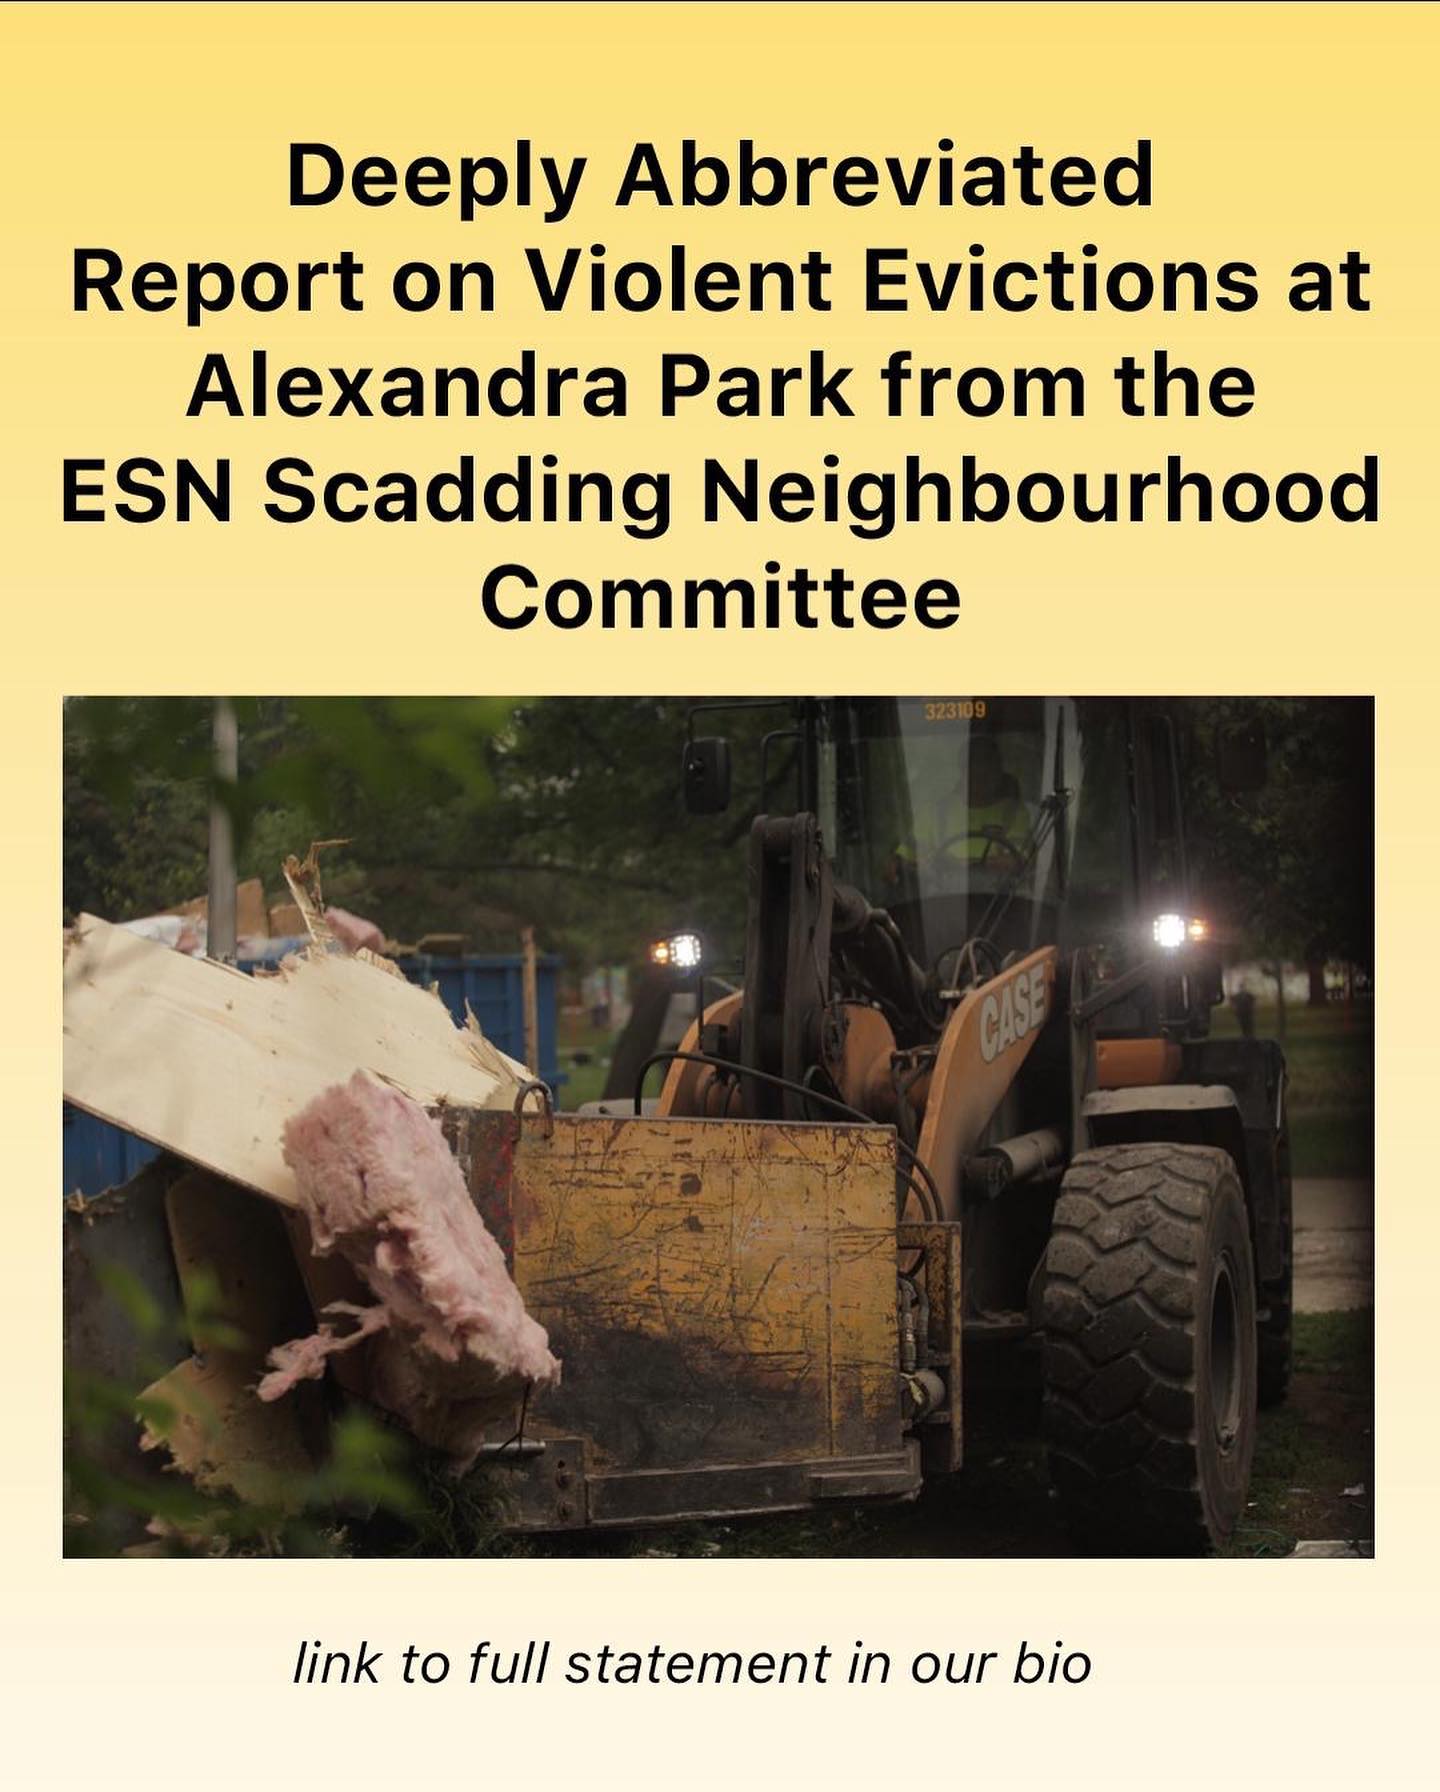 Deeply Abbreviated
Report on Violent Evictions at
Alexandra Park from the
ESN Scadding Neighbourhood
Committee
323109
CASE
link to full statement in our bio